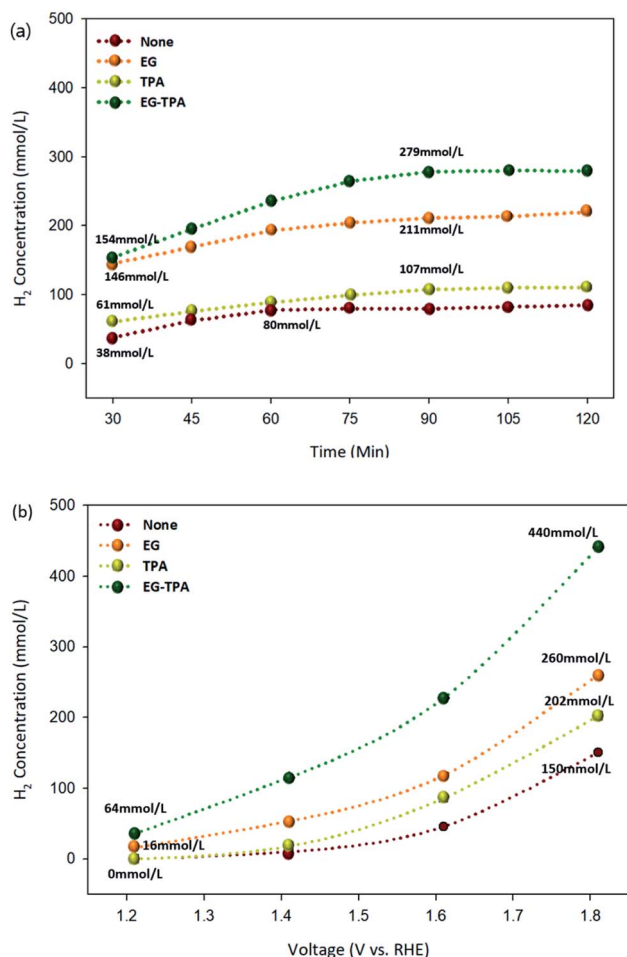 (a)
500
400
300
200
100
0
H2 Concentration (mmol/L)
None
EG
TPA
EG-TPA
279mmol/L
154mmol/L
146mmol/L
211mmol/L
107mmol/L
61mmol/L
80mmol/L
38mmol/L
30 45 60 75 90 105 120
Time (Min)
(b)
500
400
300
200
100
0
H2 Concentration (mmol/L)
None
EG
TPA
EG-TPA
440mmol/L
260mmol/L
202mmol/L
150mmol/L
64mmol/L
16mmol/L
0mmol/L
1.2 1.3 1.4 1.5 1.6 1.7 1.8
Voltage (V vs. RHE)